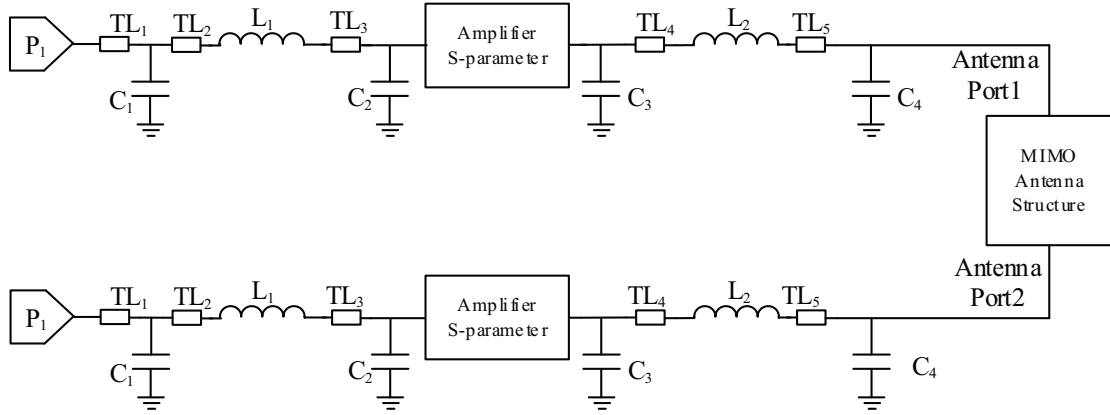 P₁ TL₁ TL₂ L₁ TL₃ Amplifier TL₄ L₂ TL₅
S-parameter
C₁ C₂ C₃ C₄
Antenna
Port1
MIMO
Antenna
Structure
Antenna
Port2
P₁ TL₁ TL₂ L₁ TL₃ Amplifier TL₄ L₂ TL₅
S-parameter
C₁ C₂ C₃ C₄